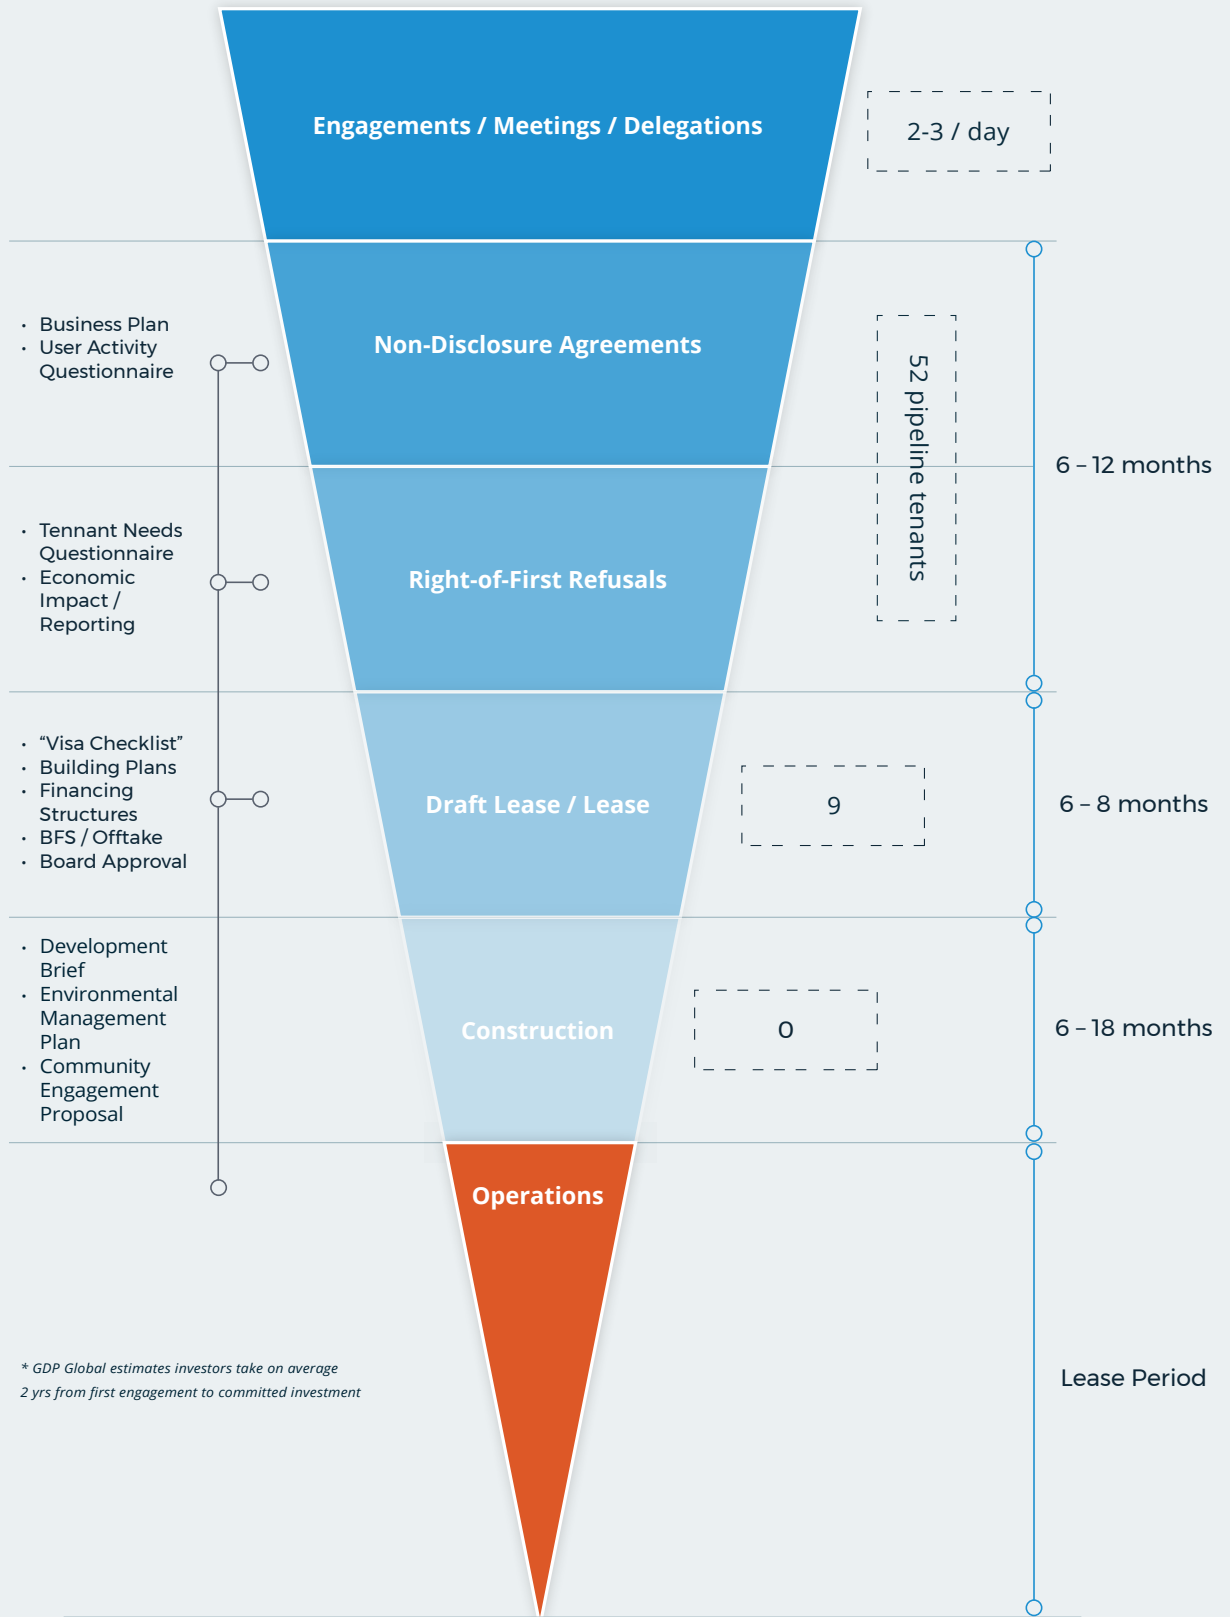 Engagements / Meetings / Delegations
2-3 / day
• Business Plan
• User Activity
Questionnaire
Non-Disclosure Agreements
52 pipeline tenants
6 – 12 months
• Tennant Needs
Questionnaire
• Economic
Impact /
Reporting
Right-of-First Refusals
• “Visa Checklist”
• Building Plans
• Financing
Structures
• BFS / Offtake
• Board Approval
Draft Lease / Lease
9
6 – 8 months
• Development
Brief
• Environmental
Management
Plan
• Community
Engagement
Proposal
Construction
0
6 – 18 months
Operations
* GDP Global estimates investors take on average
2 yrs from first engagement to committed investment
Lease Period